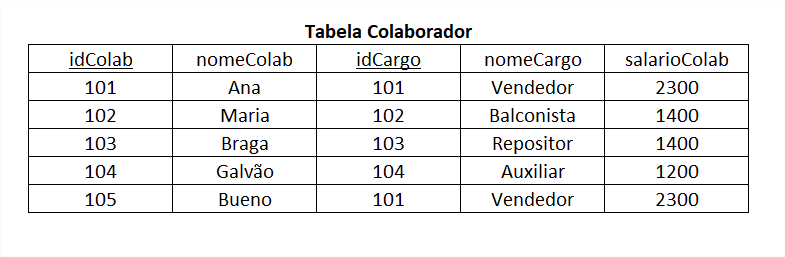 Tabela Colaborador
idColab nomeColab idCargo nomeCargo salarioColab
101 Ana 101 Vendedor 2300
102 Maria 102 Balconista 1400
103 Braga 103 Repositor 1400
104 Galvão 104 Auxiliar 1200
105 Bueno 101 Vendedor 2300